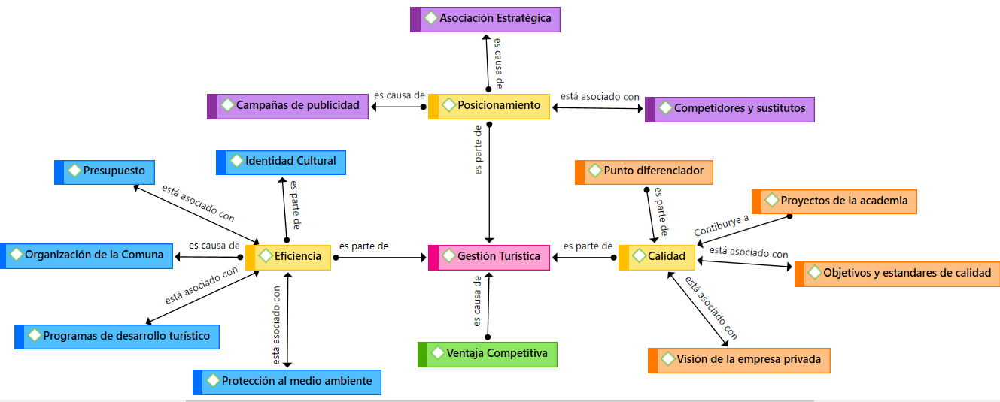 Asociación Estratégica
es causa de
Campañas de publicidad
es causa de
Posicionamiento
está asociado con
Competidores y sustitutos
es parte de
Identidad Cultural
Presupuesto
Punto diferenciador
está asociado con
es parte de
es parte de
Proyectos de la academia
Contiburye a
Organización de la Comuna
es causa de
Eficiencia
es parte de
Gestión Turística
es parte de
Calidad
está asociado con
Objetivos y estandares de calidad
está asociado con
está asociado con
es causa de
está asociado con
Programas de desarrollo turístico
Ventaja Competitiva
Visión de la empresa privada
Protección al medio ambiente